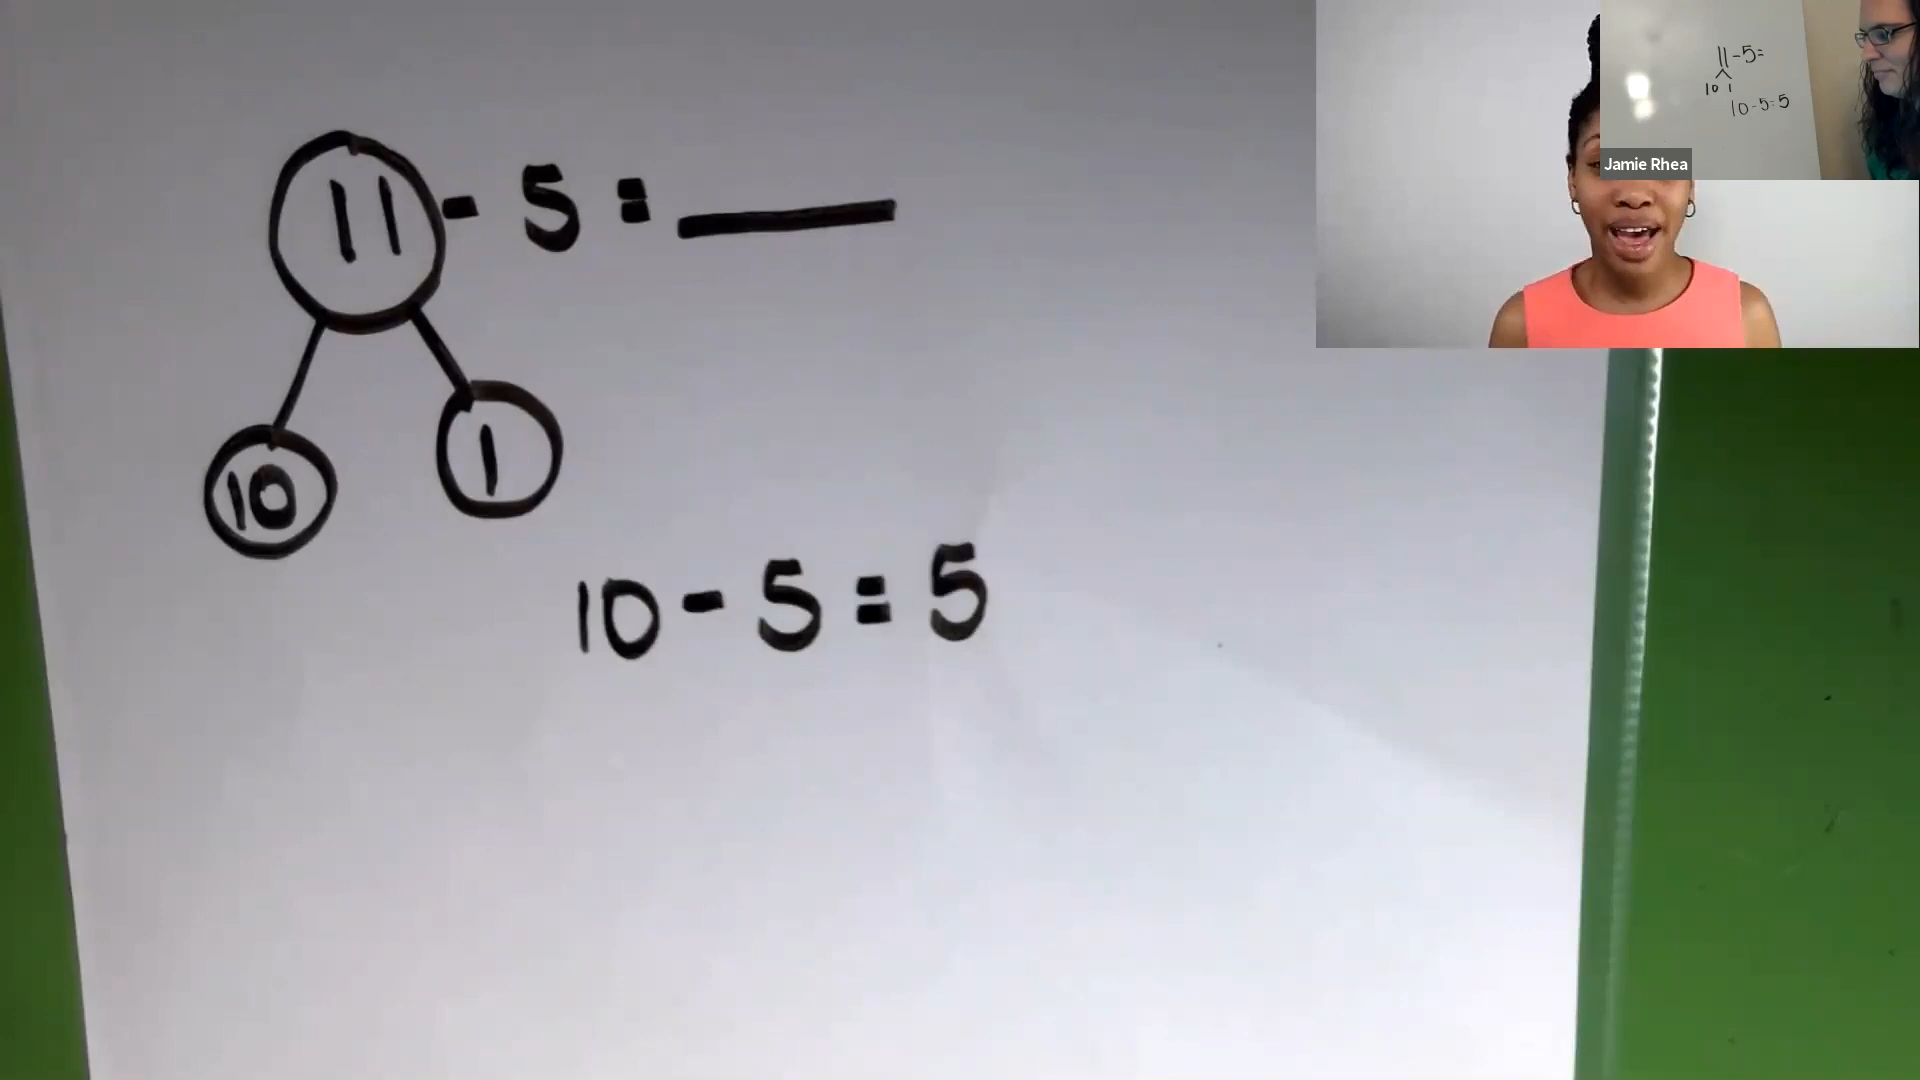 11 - 5 = ___
10 1
10 - 5 = 5
11-5=
10 1
10-5=5
Jamie Rhea